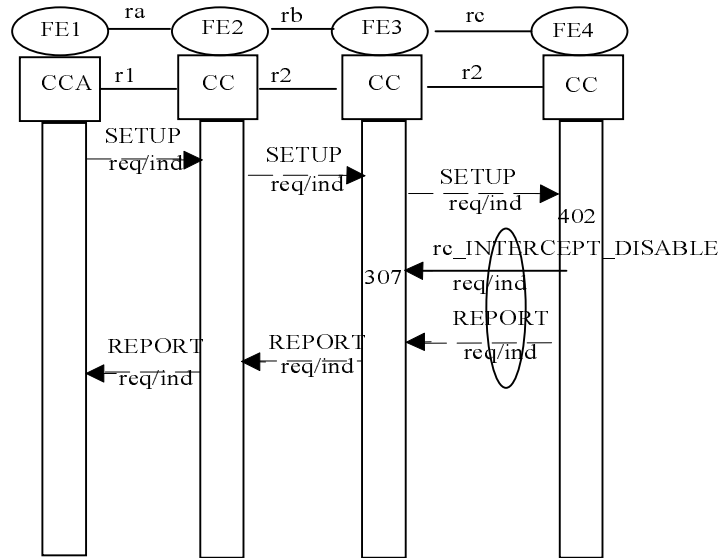 ra rb rc
FE1 FE2 FE3 FE4
CCA r1 CC r2 CC r2 CC
SETUP
req/ind
SETUP
req/ind
SETUP
req/ind
402
rc_INTERCEPT_DISABLE
307 req/ind
REPORT
req/ind
REPORT
req/ind
REPORT
req/ind